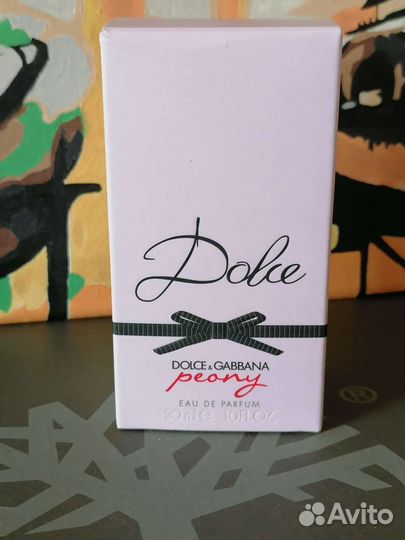 Dolce
DOLCE & GABBANA
peony
EAU DE PARFUM
30ml ℮ 1.0FL.OZ
®
Avito